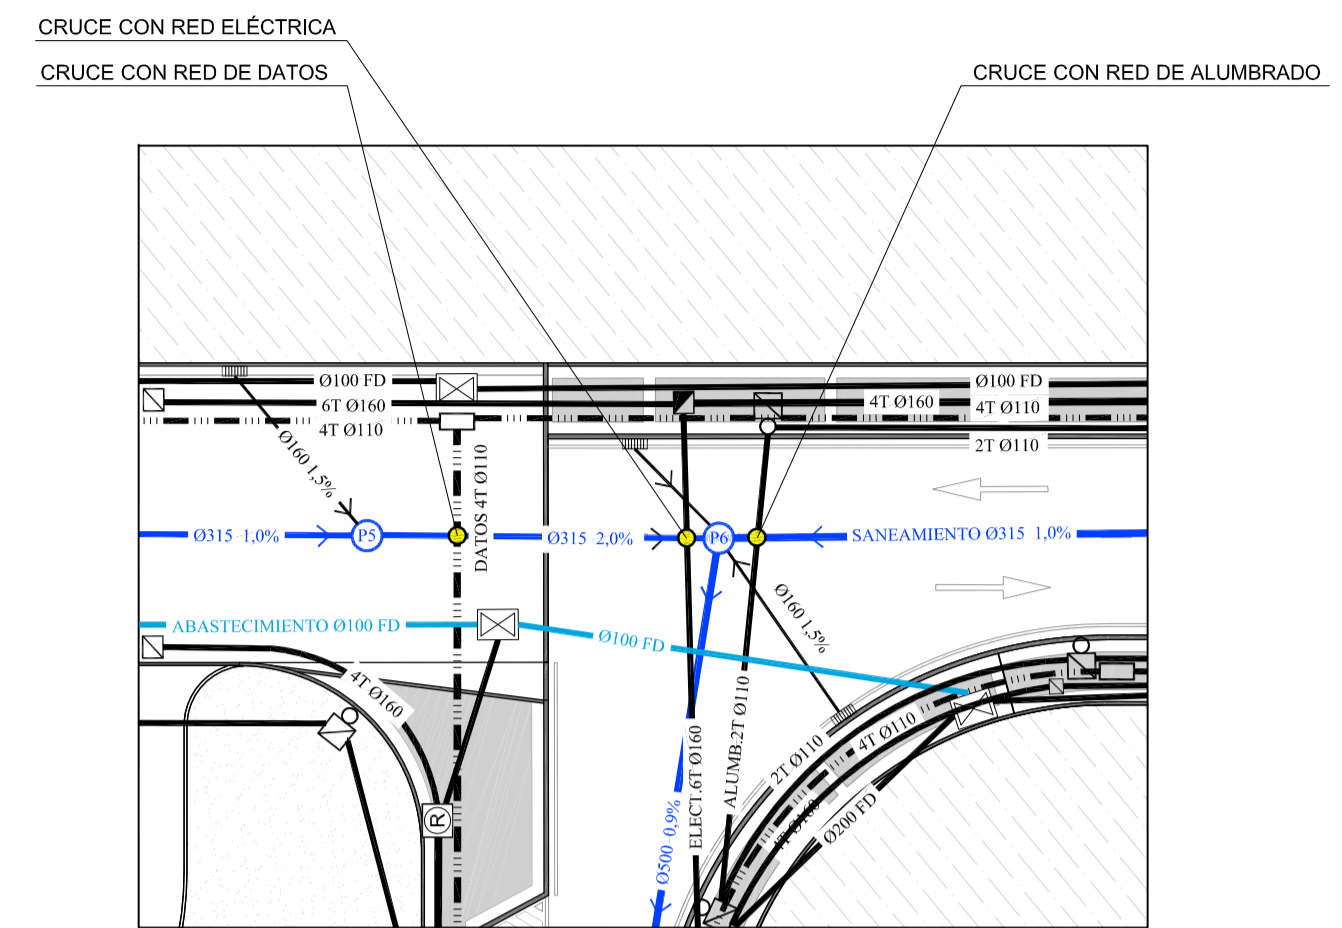 CRUCE CON RED ELÉCTRICA
CRUCE CON RED DE DATOS
CRUCE CON RED DE ALUMBRADO
Ø100 FD
Ø100 FD
6T Ø160
4T Ø160
4T Ø110
4T Ø110
2T Ø110
Ø160 1,5%
DATOS 4T Ø110
Ø315 1,0%
P5
Ø315 2,0%
P6
SANEAMIENTO Ø315 1,0%
ABASTECIMIENTO Ø100 FD
Ø100 FD
Ø160 1,5%
4T Ø160
ALUMB.2T Ø110
ELECT.6T Ø160
2T Ø110
4T Ø110
4T Ø160
Ø200 FD
R
Ø500 0,9%